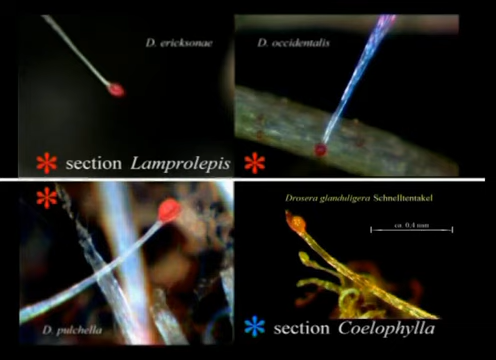 D. ericksonae
D. occidentalis
* section Lamprolepis *
*
D. pulchella
Drosera glanduligera Schnelltentakel
ca. 0,4 mm
* section Coelophylla